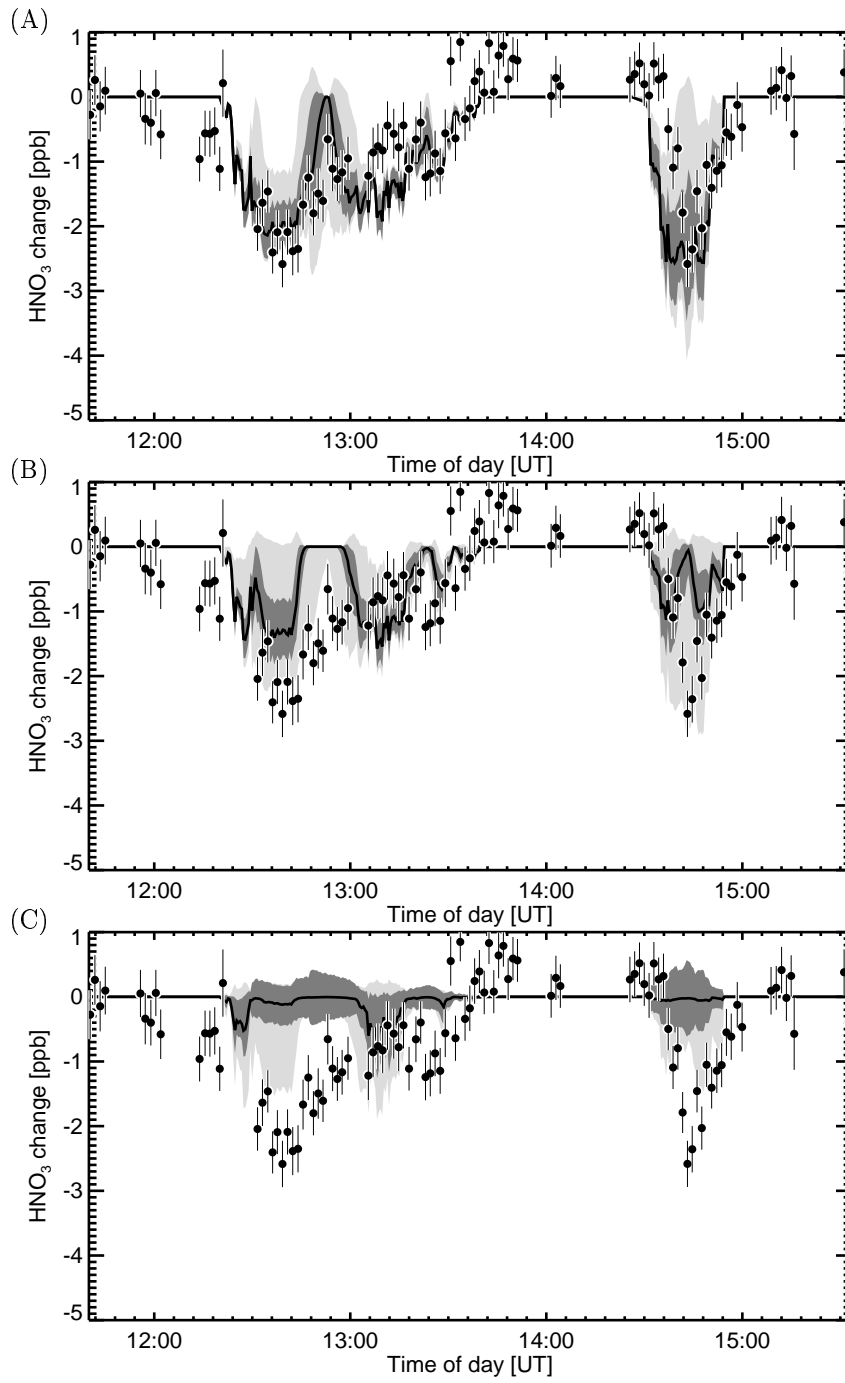 (A)
1
0
-1
-2
-3
-4
-5
HNO₃ change [ppb]
12:00 13:00 14:00 15:00
Time of day [UT]
(B)
1
0
-1
-2
-3
-4
-5
HNO₃ change [ppb]
12:00 13:00 14:00 15:00
Time of day [UT]
(C)
1
0
-1
-2
-3
-4
-5
HNO₃ change [ppb]
12:00 13:00 14:00 15:00
Time of day [UT]